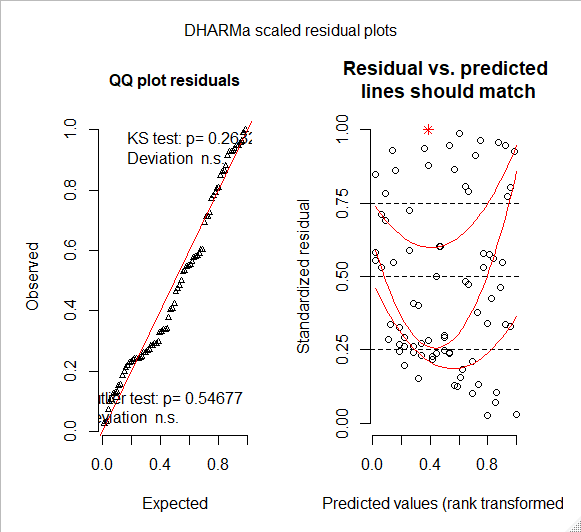 DHARMa scaled residual plots
QQ plot residuals
KS test: p= 0.26
Deviation n.s.
tlier test: p= 0.54677
eviation n.s.
Observed
1.0
0.8
0.6
0.4
0.2
0.0
0.0
0.4
0.8
Expected
Residual vs. predicted
lines should match
Standardized residual
1.00
0.75
0.50
0.25
0.00
0.0
0.4
0.8
Predicted values (rank transformed